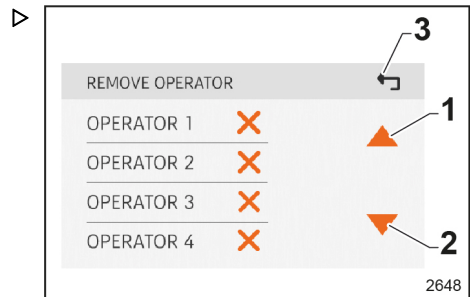 3
REMOVE OPERATOR
1
OPERATOR 1
OPERATOR 2
OPERATOR 3
OPERATOR 4
2
2648